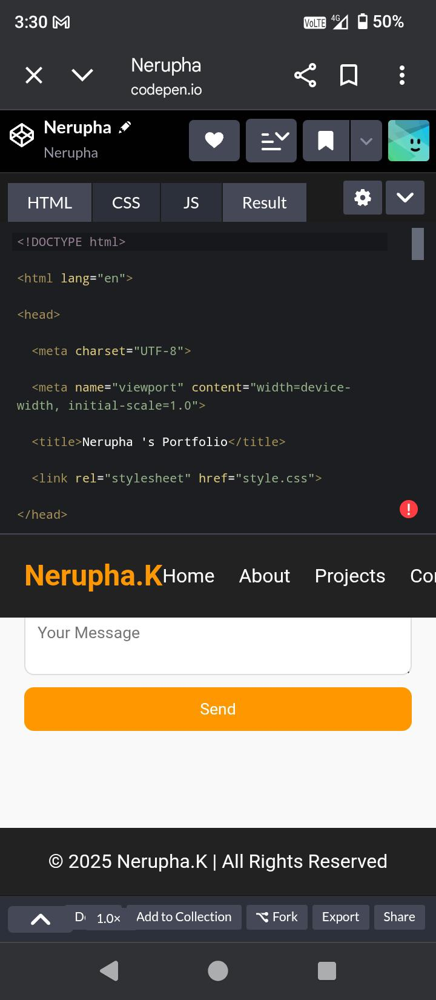 3:30 VoLTE 4G 50%
Nerupha
codepen.io
Nerupha
Nerupha
HTML CSS JS Result
<!DOCTYPE html>
<html lang="en">
<head>
<meta charset="UTF-8">
<meta name="viewport" content="width=device-
width, initial-scale=1.0">
<title>Nerupha 's Portfolio</title>
<link rel="stylesheet" href="style.css">
</head>
Nerupha.K Home About Projects
Your Message
Send
© 2025 Nerupha.K | All Rights Reserved
1.0× Add to Collection Fork Export Share